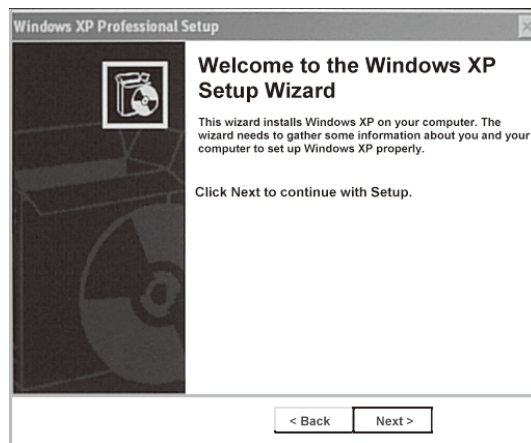 Windows XP Professional Setup
Welcome to the Windows XP
Setup Wizard
This wizard installs Windows XP on your computer. The
wizard needs to gather some information about you and your
computer to set up Windows XP properly.
Click Next to continue with Setup.
< Back
Next >